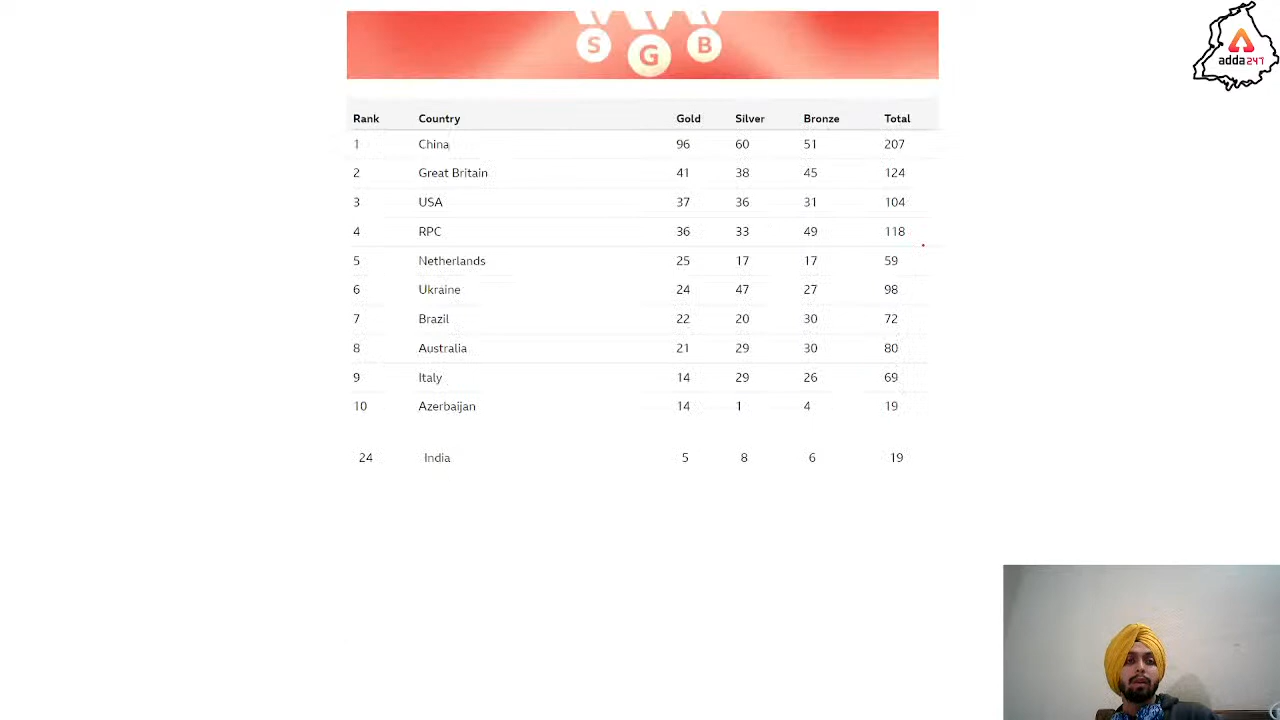 S G B
adda247
Rank Country Gold Silver Bronze Total
1 China 96 60 51 207
2 Great Britain 41 38 45 124
3 USA 37 36 31 104
4 RPC 36 33 49 118
5 Netherlands 25 17 17 59
6 Ukraine 24 47 27 98
7 Brazil 22 20 30 72
8 Australia 21 29 30 80
9 Italy 14 29 26 69
10 Azerbaijan 14 1 4 19
24 India 5 8 6 19